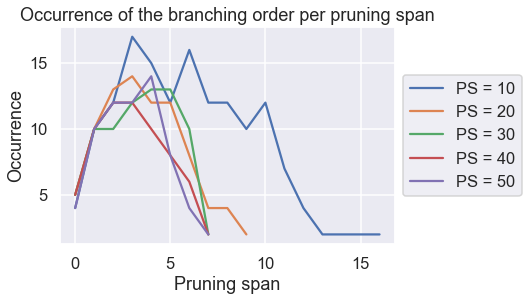 Occurrence of the branching order per pruning span
15
10
5
Occurrence
0
5
10
15
Pruning span
PS = 10
PS = 20
PS = 30
PS = 40
PS = 50